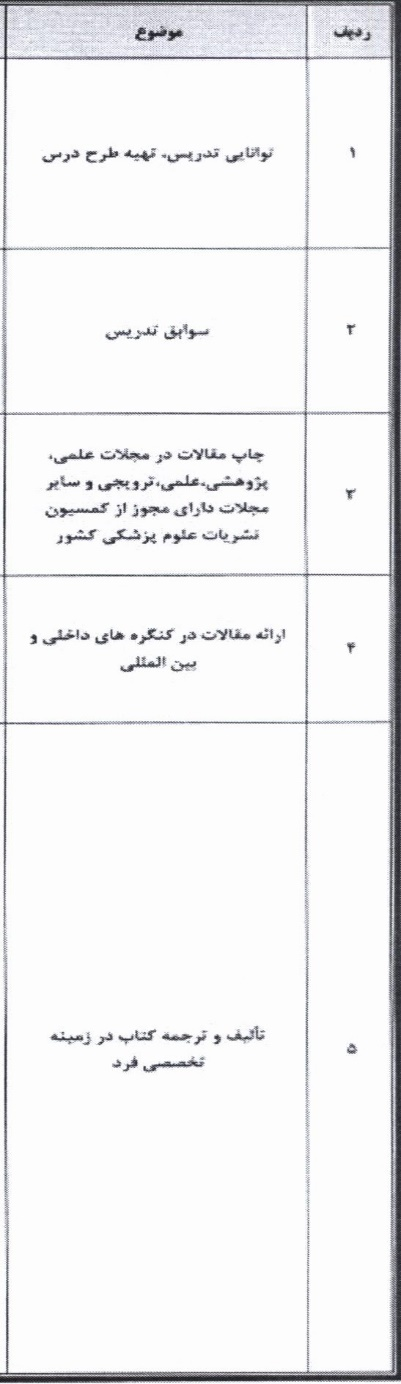 ردیف موضوع
۱ توانایی تدریس، تهیه طرح درس
۲ سوابق تدریس
چاپ مقالات در مجلات علمی،
پژوهشی،علمی،ترویجی و سایر
۳ مجلات دارای مجوز از کمسیون
نشریات علوم پزشکی کشور
ارائه مقالات در کنگره های داخلی و
۴ بین المللی
تألیف و ترجمه کتاب در زمینه
۵ تخصصی فرد